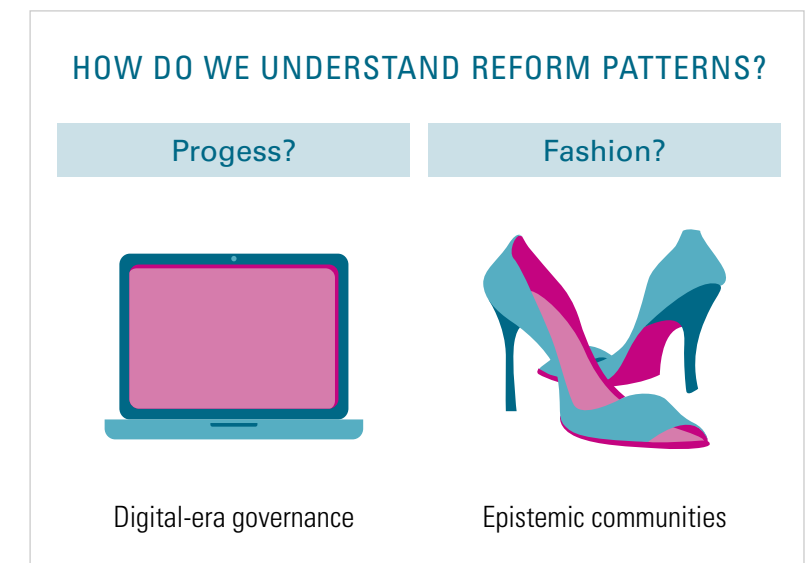 HOW DO WE UNDERSTAND REFORM PATTERNS?
Progess?
Fashion?
Digital-era governance
Epistemic communities